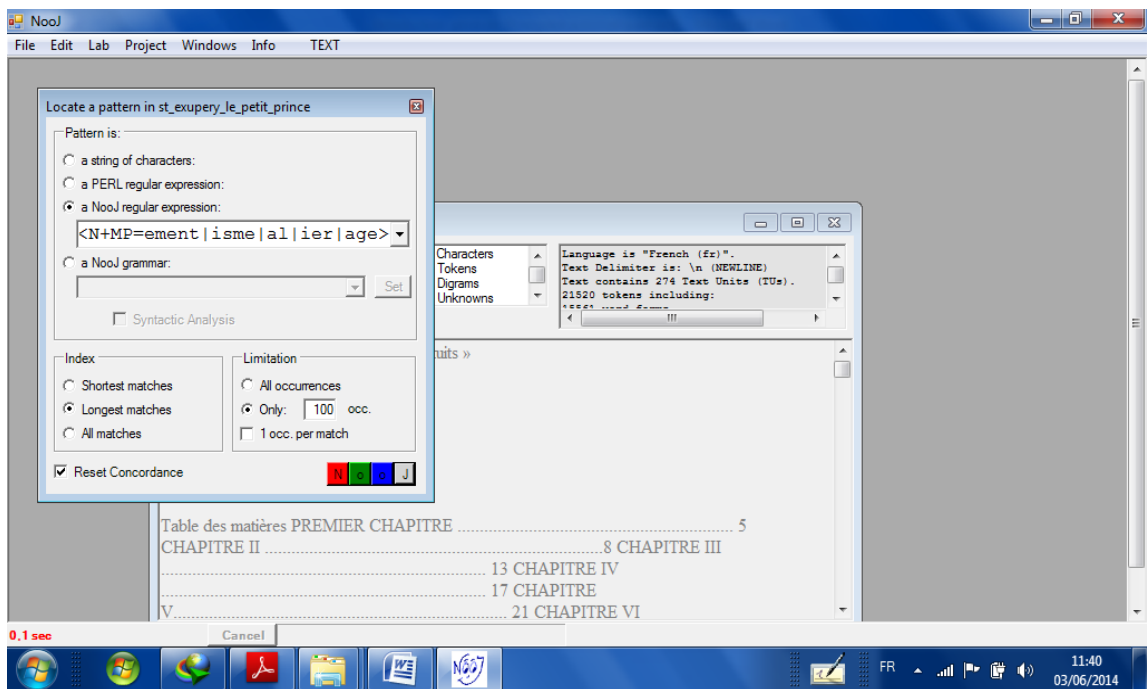 NooJ
File Edit Lab Project Windows Info TEXT
Locate a pattern in st_exupery_le_petit_prince
Pattern is:
a string of characters:
a PERL regular expression:
a NooJ regular expression:
<N+MP=ement|isme|al|ier|age>
a NooJ grammar:
Set
Syntactic Analysis
Index
Shortest matches
Longest matches
All matches
Limitation
All occurrences
Only: 100 occ.
1 occ. per match
Reset Concordance
N o o J
Characters
Tokens
Digrams
Unknowns
Language is "French (fr)".
Text Delimiter is: \n (NEWLINE)
Text contains 274 Text Units (TUs).
21520 tokens including:
uits »
Table des matières PREMIER CHAPITRE ................................................................ 5
CHAPITRE II ..............................................................................8 CHAPITRE III
........................................................................... 13 CHAPITRE IV
........................................................................... 17 CHAPITRE
V............................................................................. 21 CHAPITRE VI
0,1 sec
Cancel
W
NooJ
FR
11:40
03/06/2014